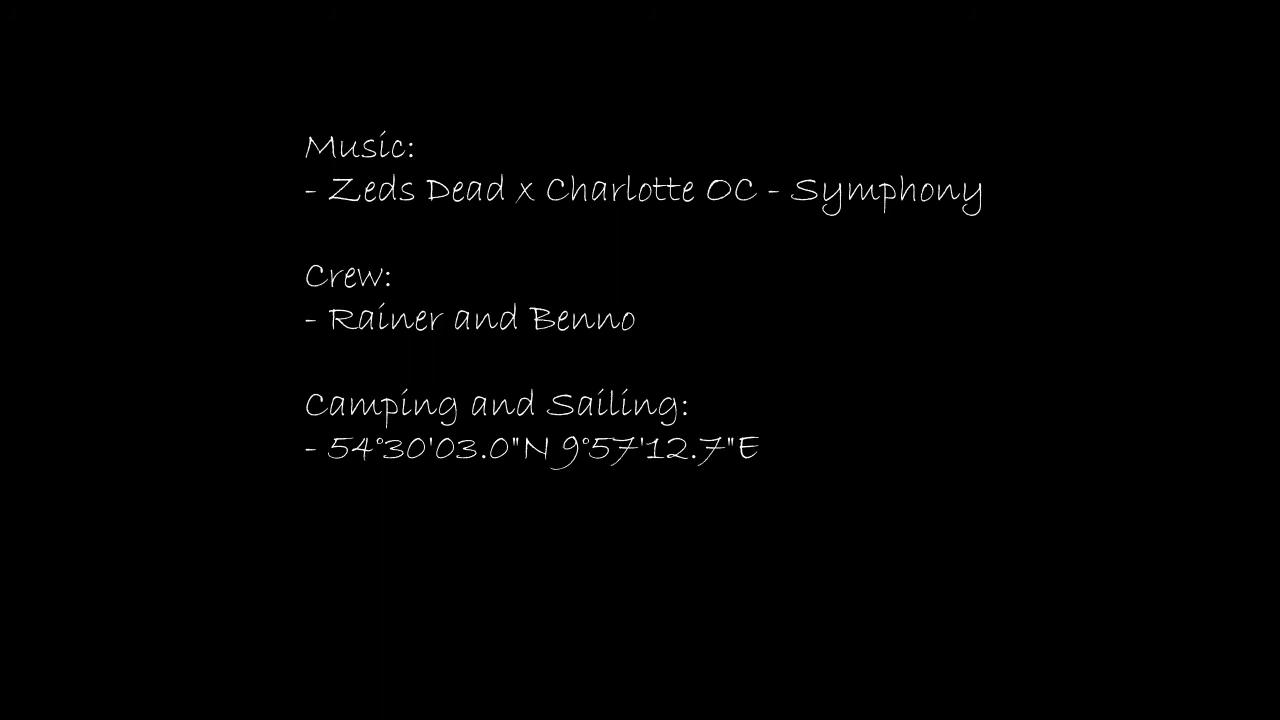 Music:
- Zeds Dead x Charlotte OC - Symphony
Crew:
- Rainer and Benno
Camping and Sailing:
- 54°30'03.0"N 9°57'12.7"E